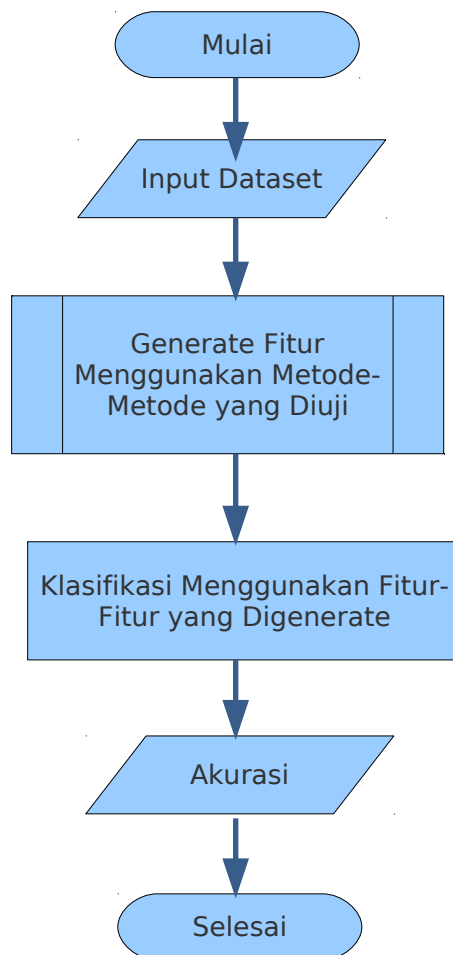 Mulai
Input Dataset
Generate Fitur
Menggunakan Metode-
Metode yang Diuji
Klasifikasi Menggunakan Fitur-
Fitur yang Digenerate
Akurasi
Selesai